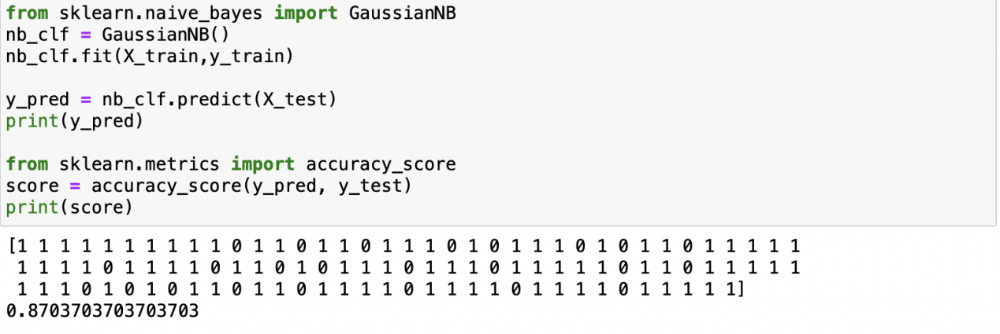 from sklearn.naive_bayes import GaussianNB
nb_clf = GaussianNB()
nb_clf.fit(X_train,y_train)
y_pred = nb_clf.predict(X_test)
print(y_pred)
from sklearn.metrics import accuracy_score
score = accuracy_score(y_pred, y_test)
print(score)
[1 1 1 1 1 1 1 1 1 1 0 1 1 0 1 1 0 1 1 1 0 1 0 1 1 1 0 1 0 1 1 0 1 1 1 1 1
1 1 1 1 0 1 1 1 1 0 1 1 0 1 0 1 1 1 0 1 1 1 0 1 1 1 1 1 0 1 1 0 1 1 1 1 1
1 1 1 0 1 0 1 0 1 1 0 1 1 0 1 1 1 1 0 1 1 1 1 0 1 1 1 1 0 1 1 1 1 1]
0.8703703703703703